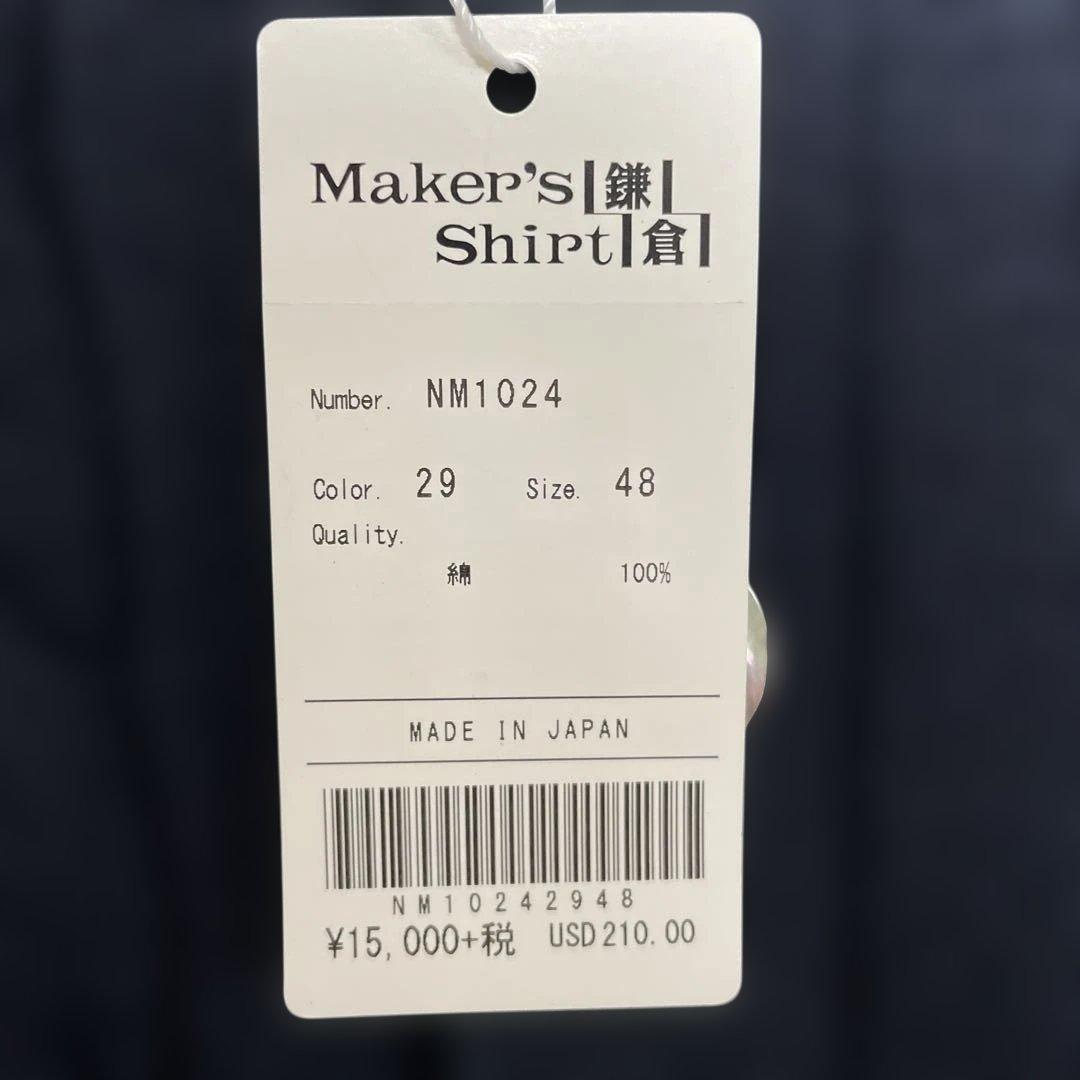 Maker's 鎌
Shirt 倉
Number. NM1024
Color. 29 Size. 48
Quality.
綿 100%
MADE IN JAPAN
NM10242948
¥15,000+税 USD210.00